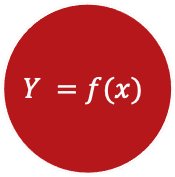 Y = f(x)